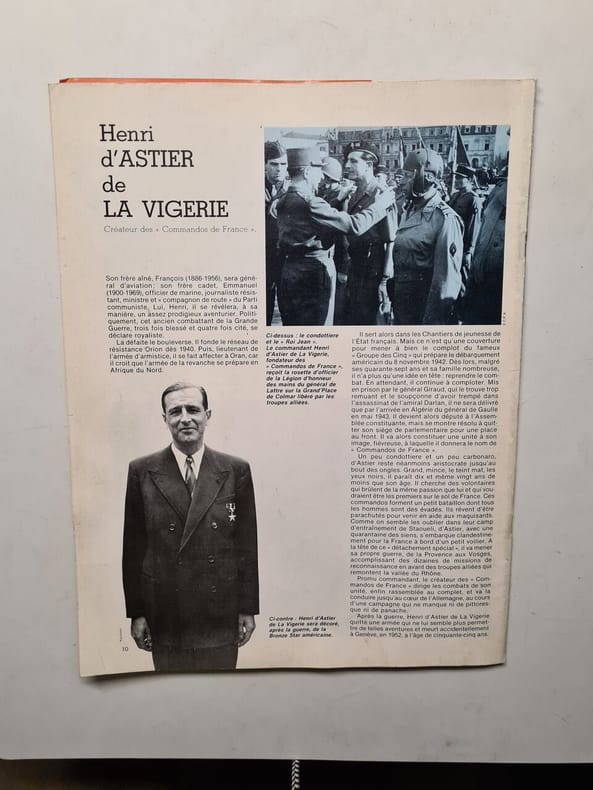 Henri
d'ASTIER
de
LA VIGERIE
Créateur des « Commandos de France ».
Son frère aîné, François (1886-1956), sera géné-
ral d'aviation; son frère cadet, Emmanuel
(1900-1969), officier de marine, journaliste résis-
tant, ministre et « compagnon de route » du Parti
communiste. Lui, Henri, il se révèlera, à sa
manière, un assez prodigieux aventurier. Politi-
quement, cet ancien combattant de la Grande
Guerre, trois fois blessé et quatre fois cité, se
déclare royaliste.
La défaite le bouleverse. Il fonde le réseau de
résistance Orion dès 1940. Puis, lieutenant de
l'armée d'armistice, il se fait affecter à Oran, car
il croit que l'armée de la revanche se prépare en
Afrique du Nord.
Ci-dessus : le condottiere
et le « Roi Jean ».
Le commandant Henri
d'Astier de La Vigerie,
fondateur des
« Commandos de France »,
reçoit la rosette d'officier
de la Légion d'honneur
des mains du général de
Lattre sur la Grand'Place
de Colmar libéré par les
troupes alliées.
Il sert alors dans les Chantiers de jeunesse de
l'État français. Mais ce n'est qu'une couverture
pour mener à bien le complot du fameux
« Groupe des Cinq » qui prépare le débarquement
américain du 8 novembre 1942. Dès lors, malgré
ses quarante-sept ans et sa famille nombreuse,
il n'a plus qu'une idée en tête : reprendre le com-
bat. En attendant, il continue à comploter. Mis
en prison par le général Giraud, qui le trouve trop
remuant et le soupçonne d'avoir trempé dans
l'assassinat de l'amiral Darlan, il ne sera délivré
que par l'arrivée en Algérie du général de Gaulle
en mai 1943. Il devient alors député à l'Assem-
blée constituante, mais se montre résolu à quit-
ter son siège de parlementaire pour une place
au front. Il va alors constituer une unité à son
image, fiévreuse, à laquelle il donnera le nom de
« Commandos de France ».
Un peu condottiere et un peu carbonaro,
d'Astier reste néanmoins aristocrate jusqu'au
bout des ongles. Grand, mince, le teint mat, les
yeux noirs, il paraît dix et même vingt ans de
moins que son âge. Il cherche des volontaires
qui brûlent de la même passion que lui et qui vou-
draient être les premiers sur le sol de France. Ces
commandos forment un petit bataillon dont tous
les hommes sont des évadés. Ils rêvent d'être
parachutés pour venir en aide aux maquisards.
Comme on semble les oublier dans leur camp
d'entraînement de Staoueli, d'Astier, avec une
quarantaine des siens, s'embarque clandestine-
ment pour la France à bord d'un petit voilier. A
la tête de ce « détachement spécial », il va mener
sa propre guerre, de la Provence aux Vosges,
accomplissant des dizaines de missions de
reconnaissance en avant des troupes alliées qui
remontent la vallée du Rhône.
Promu commandant, le créateur des « Com-
mandos de France » dirige les combats de son
unité, enfin rassemblée au complet, et va la
conduire jusqu'au cœur de l'Allemagne, au cours
d'une campagne qui ne manque ni de pittores-
que ni de panache.
Après la guerre, Henri d'Astier de La Vigerie
quitte une armée qui ne lui semble plus permet-
tre de telles aventures et meurt accidentellement
à Genève, en 1952, à l'âge de cinquante-cinq ans.
Ci-contre : Henri d'Astier
de La Vigerie sera décoré,
après la guerre, de la
Bronze Star américaine.
10